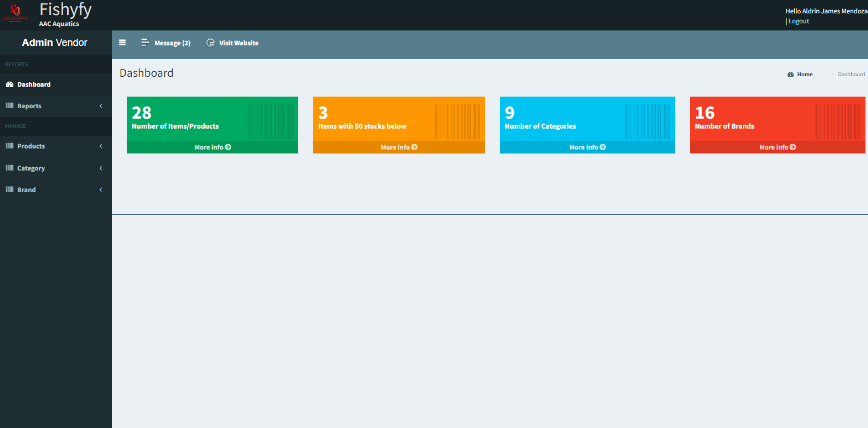 Fishyfy
AAC Aquatics
Hello Aldrin James Mendoza
| Logout
Admin Vendor
Message (2)
Visit Website
REPORTS
Dashboard
Reports
MANAGE
Products
Category
Brand
Dashboard
Home
Dashboard
28
Number of Items/Products
More Info
3
Items with 50 stocks below
More Info
9
Number of Categories
More Info
16
Number of Brands
More Info